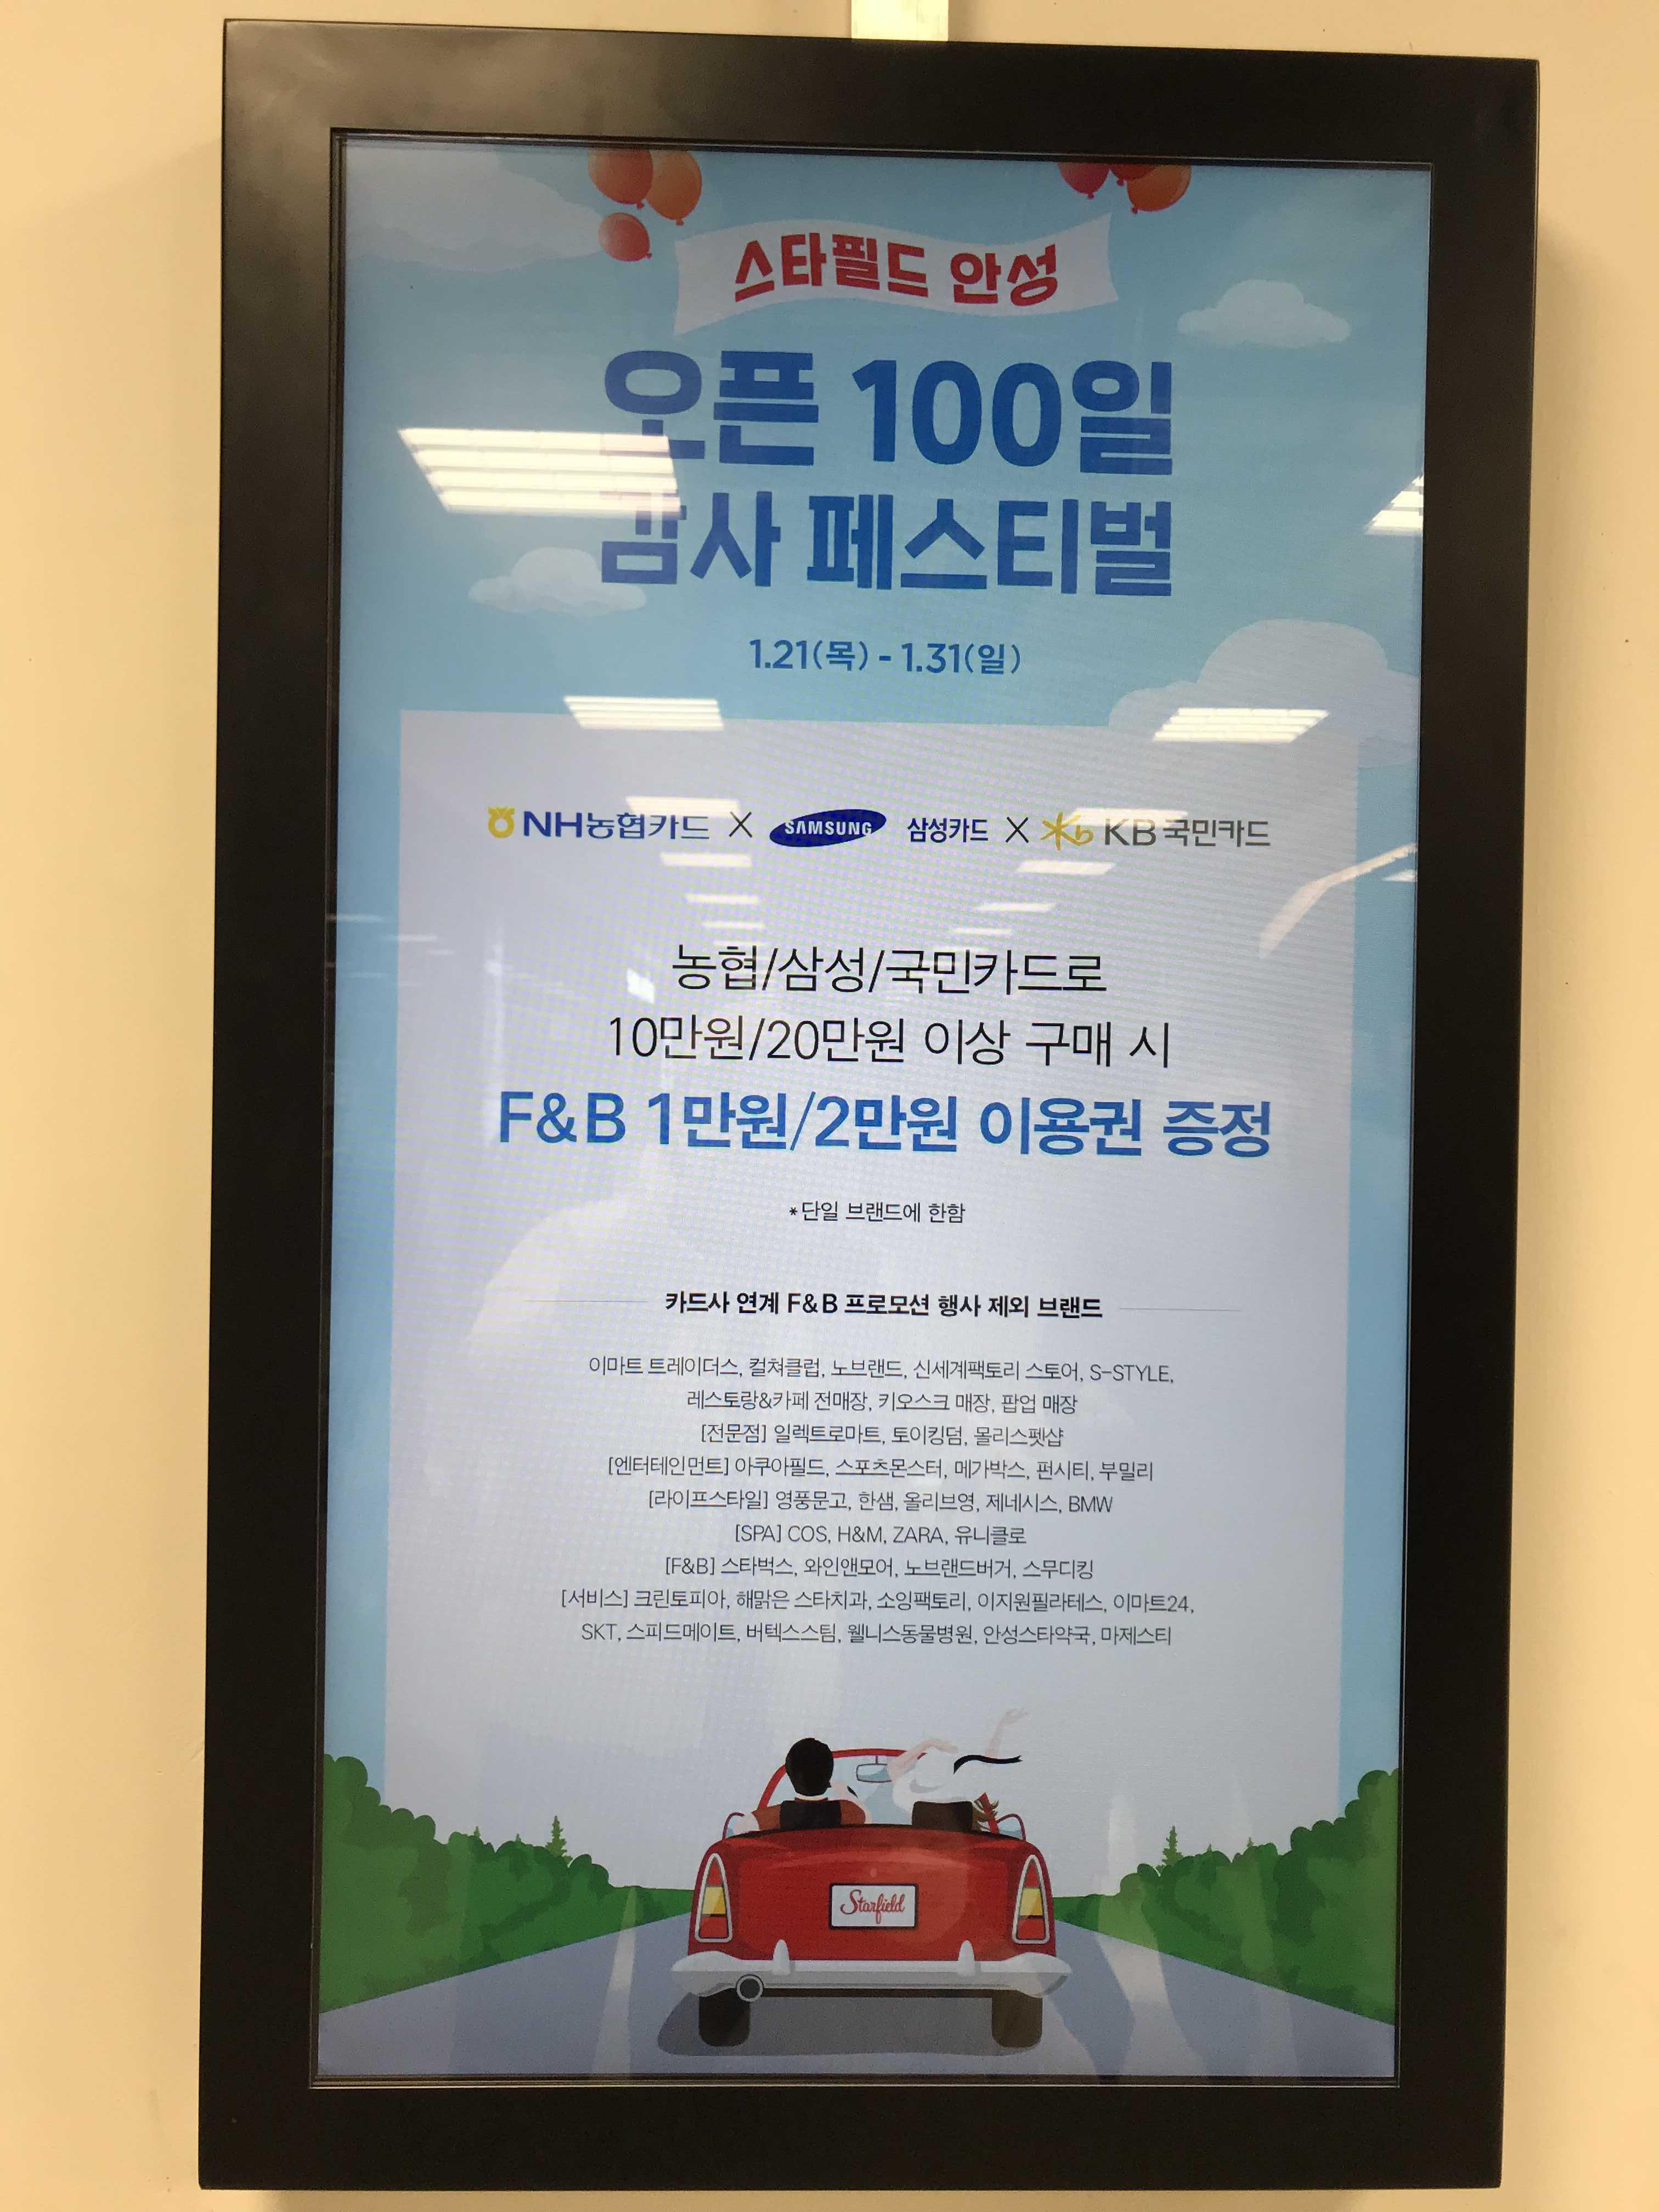 스타필드 안성
오픈 100일
감사 페스티벌
1.21(목) - 1.31(일)
NH농협카드 X SAMSUNG 삼성카드 X Kb KB국민카드
농협/삼성/국민카드로
10만원/20만원 이상 구매 시
F&B 1만원/2만원 이용권 증정
*단일 브랜드에 한함
카드사 연계 F&B 프로모션 행사 제외 브랜드
이마트 트레이더스, 컬쳐클럽, 노브랜드, 신세계팩토리 스토어, S-STYLE,
레스토랑&카페 전매장, 키오스크 매장, 팝업 매장
[전문점] 일렉트로마트, 토이킹덤, 몰리스펫샵
[엔터테인먼트] 아쿠아필드, 스포츠몬스터, 메가박스, 펀시티, 부밀리
[라이프스타일] 영풍문고, 한샘, 올리브영, 제네시스, BMW
[SPA] COS, H&M, ZARA, 유니클로
[F&B] 스타벅스, 와인앤모어, 노브랜드버거, 스무디킹
[서비스] 크린토피아, 해맑은 스타치과, 소잉팩토리, 이지원필라테스, 이마트24,
SKT, 스피드메이트, 버텍스스팀, 웰니스동물병원, 안성스타약국, 마제스티
Starfield